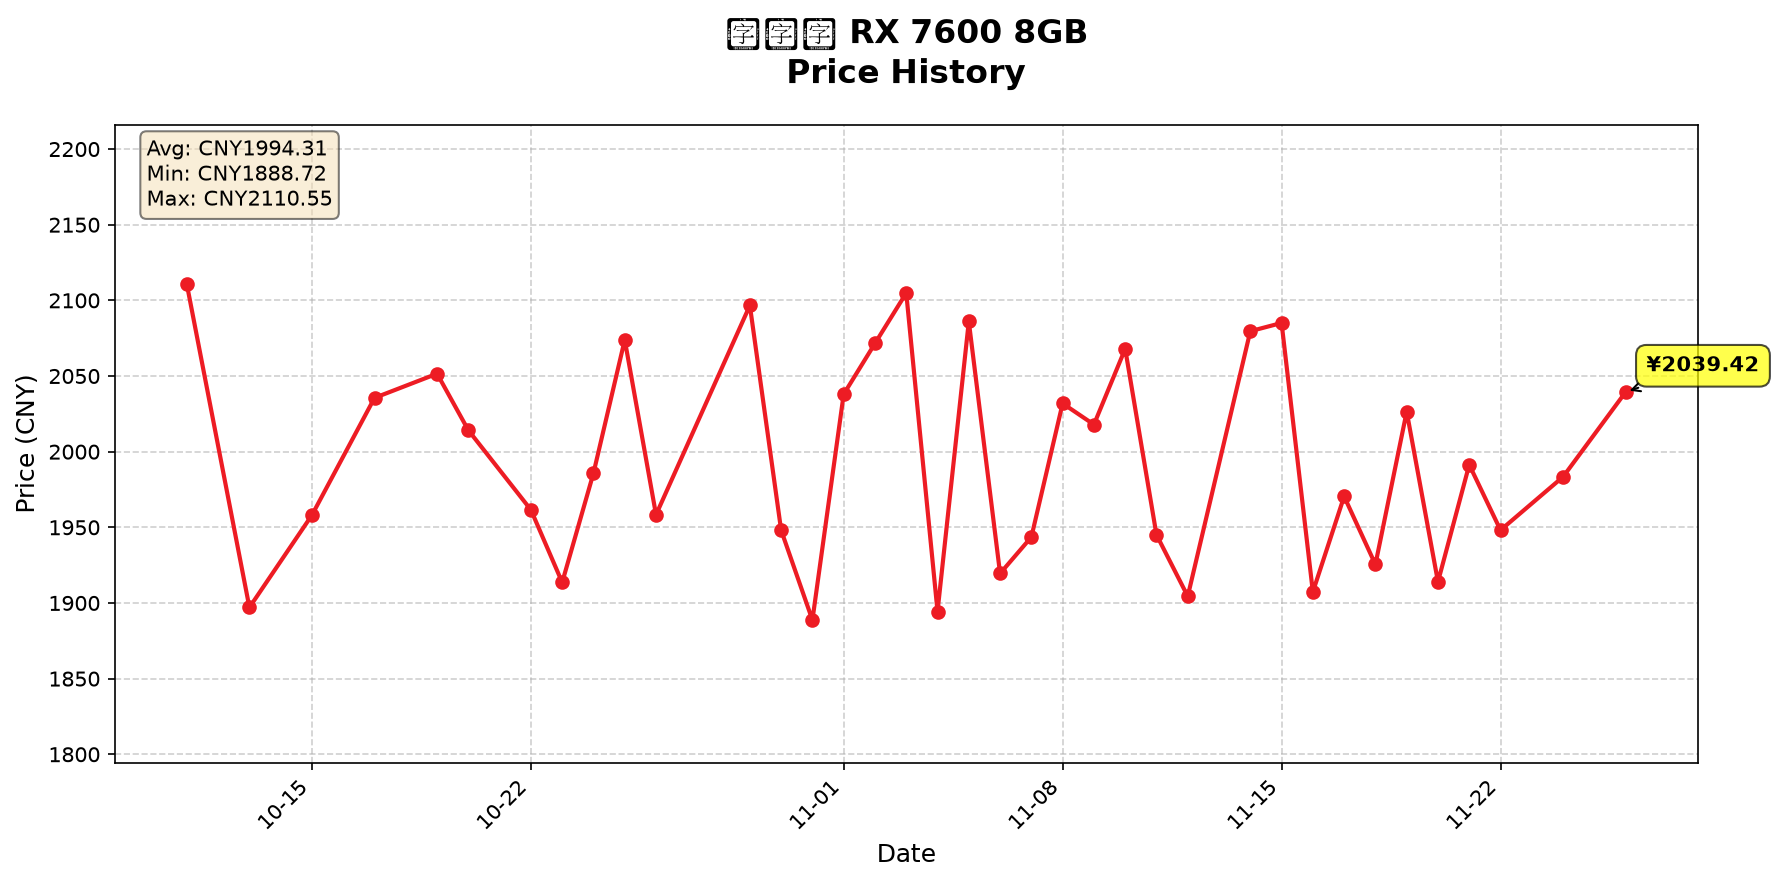 RX 7600 8GB
Price History
Avg: CNY1994.31
Min: CNY1888.72
Max: CNY2110.55
¥2039.42
Price (CNY)
2200
2150
2100
2050
2000
1950
1900
1850
1800
10-15
10-22
11-01
11-08
11-15
11-22
Date